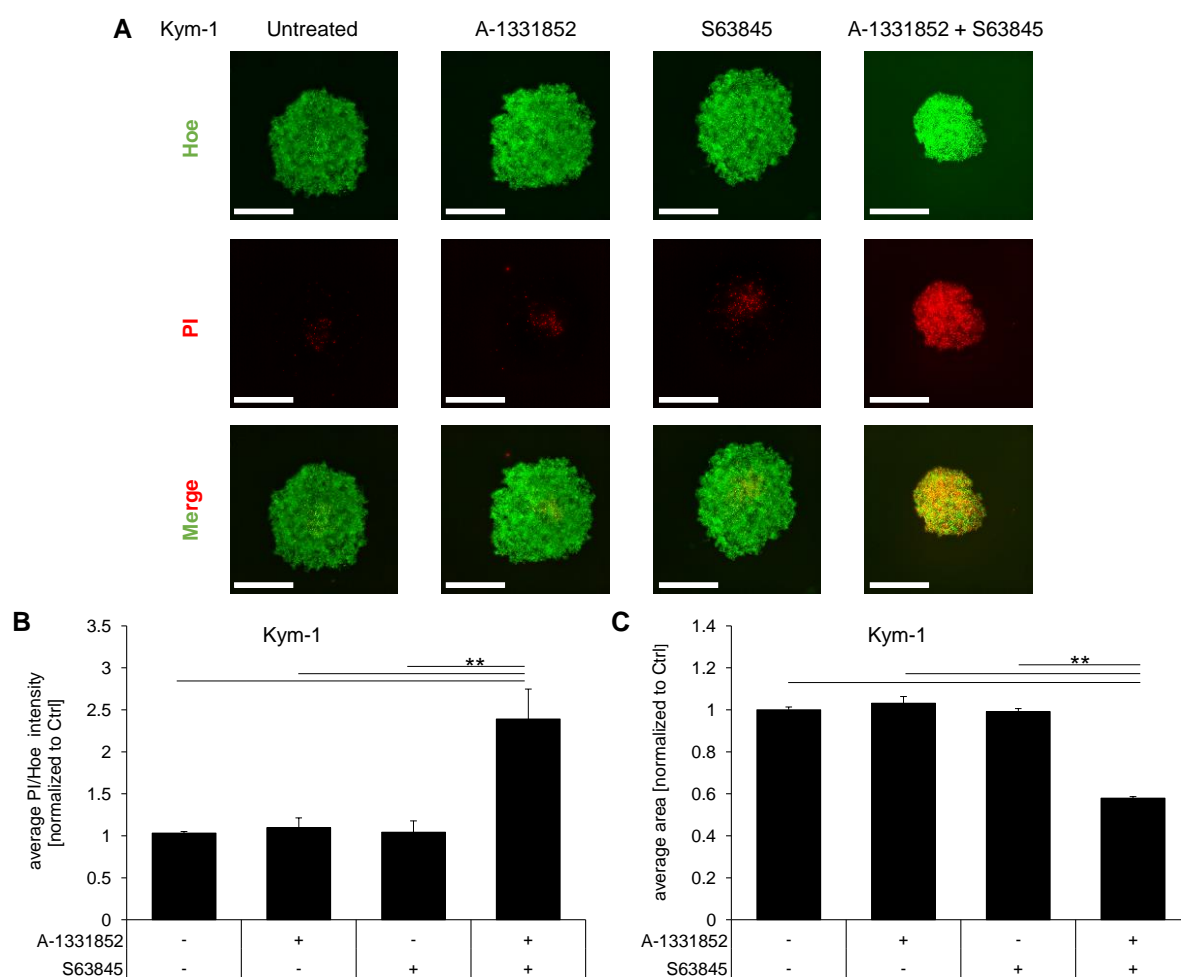 A Kym-1 Untreated A-1331852 S63845 A-1331852 + S63845
Hoe
PI
Merge
B
Kym-1
average PI/Hoe intensity
[normalized to Ctrl]
3.5
3
2.5
2
1.5
1
0.5
0
**
A-1331852 - + - +
S63845 - - + +
C
Kym-1
average area [normalized to Ctrl]
1.4
1.2
1
0.8
0.6
0.4
0.2
0
**
A-1331852 - + - +
S63845 - - + +